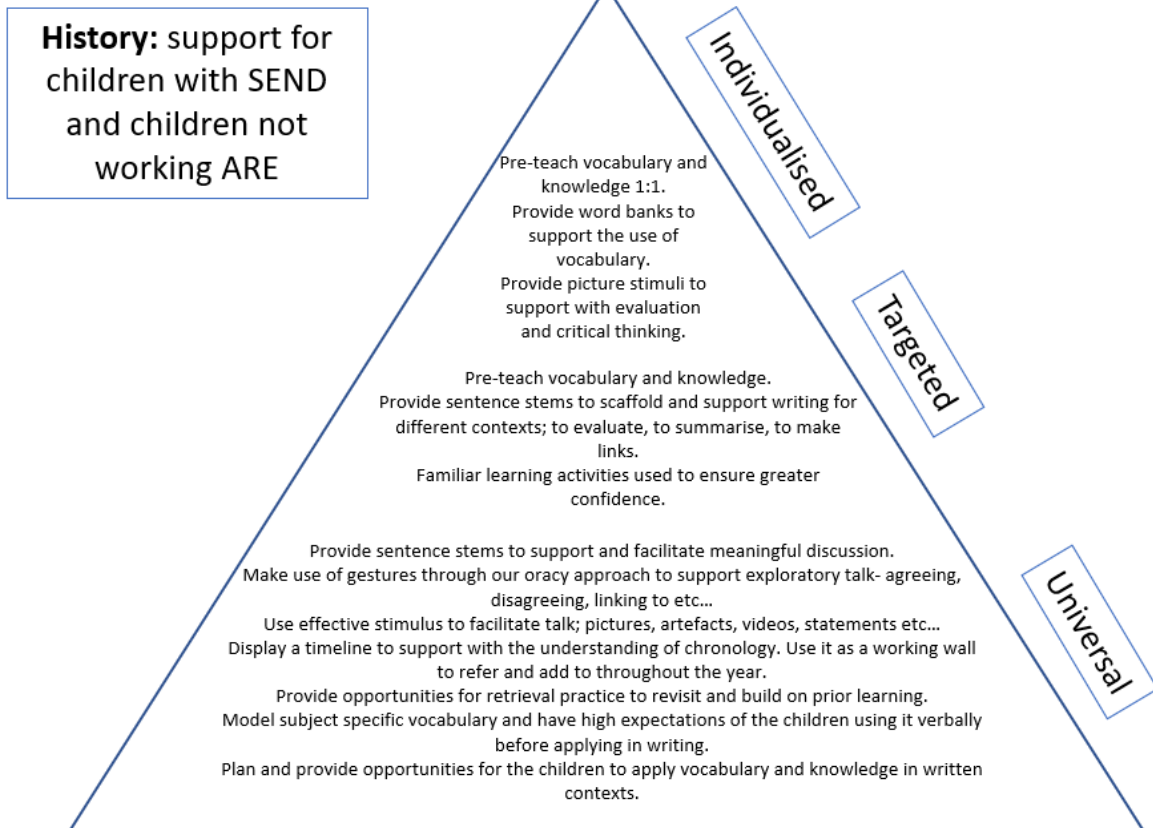 History: support for
children with SEND
and children not
working ARE
Individualised
Pre-teach vocabulary and
knowledge 1:1.
Provide word banks to
support the use of
vocabulary.
Provide picture stimuli to
support with evaluation
and critical thinking.
Targeted
Pre-teach vocabulary and knowledge.
Provide sentence stems to scaffold and support writing for
different contexts; to evaluate, to summarise, to make
links.
Familiar learning activities used to ensure greater
confidence.
Universal
Provide sentence stems to support and facilitate meaningful discussion.
Make use of gestures through our oracy approach to support exploratory talk- agreeing,
disagreeing, linking to etc...
Use effective stimulus to facilitate talk; pictures, artefacts, videos, statements etc...
Display a timeline to support with the understanding of chronology. Use it as a working wall
to refer and add to throughout the year.
Provide opportunities for retrieval practice to revisit and build on prior learning.
Model subject specific vocabulary and have high expectations of the children using it verbally
before applying in writing.
Plan and provide opportunities for the children to apply vocabulary and knowledge in written
contexts.